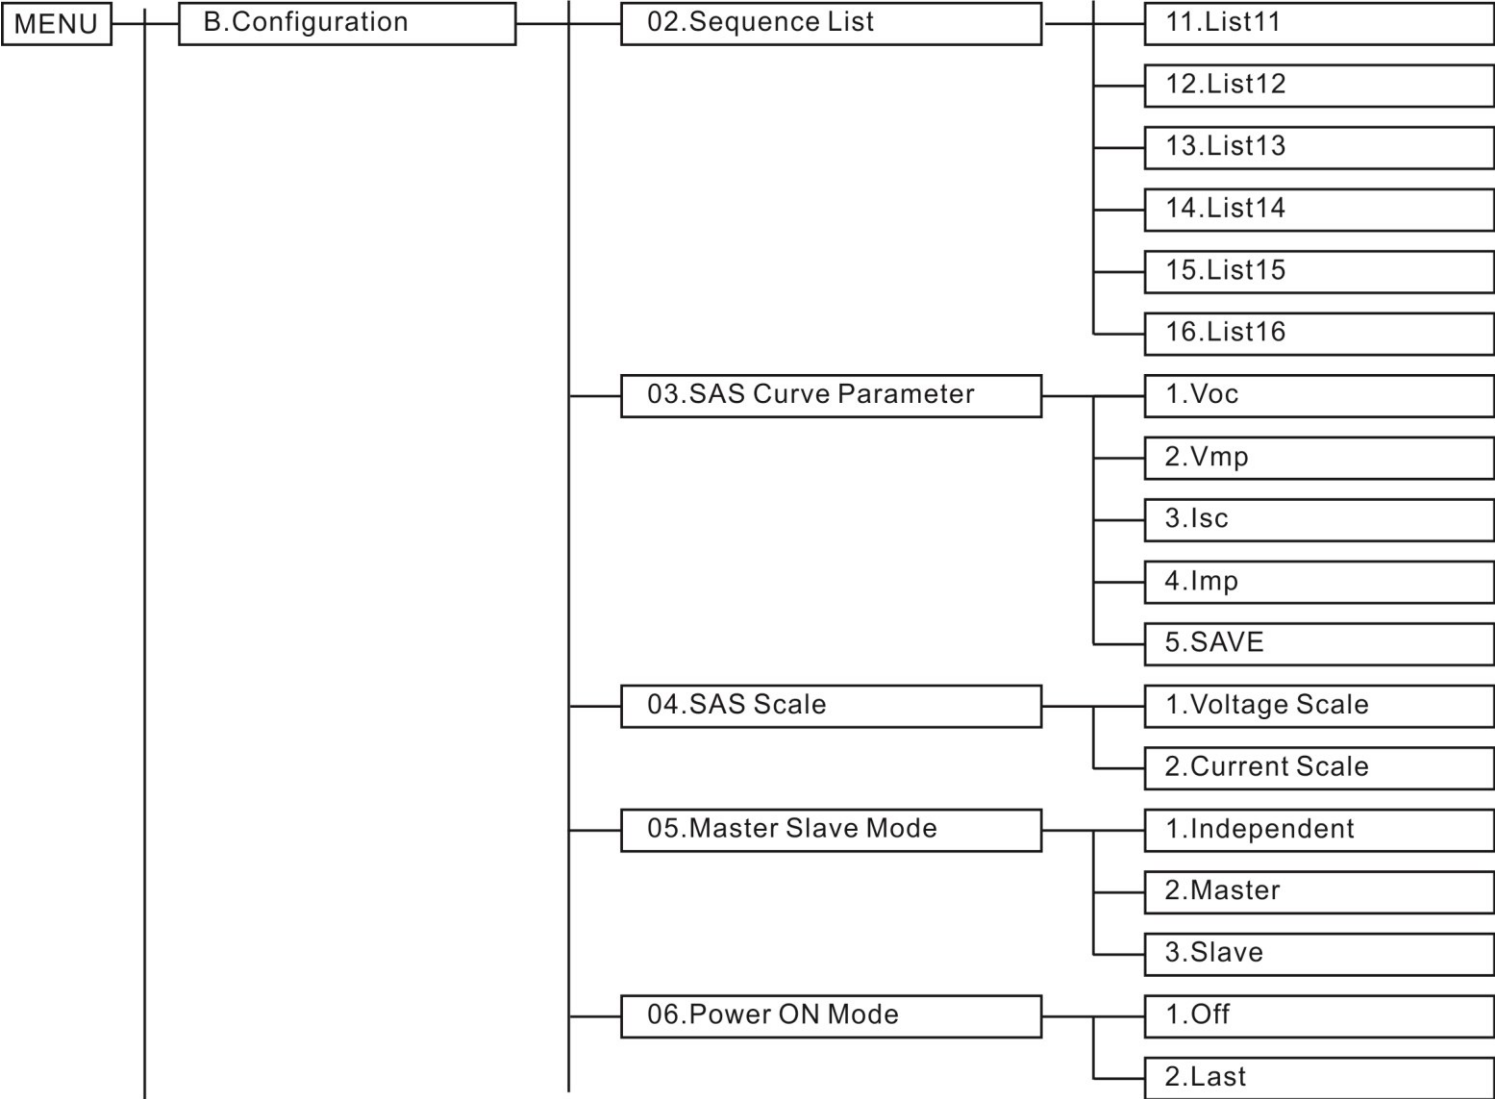 MENU
B.Configuration
02.Sequence List
11.List11
12.List12
13.List13
14.List14
15.List15
16.List16
03.SAS Curve Parameter
1.Voc
2.Vmp
3.Isc
4.Imp
5.SAVE
04.SAS Scale
1.Voltage Scale
2.Current Scale
05.Master Slave Mode
1.Independent
2.Master
3.Slave
06.Power ON Mode
1.Off
2.Last